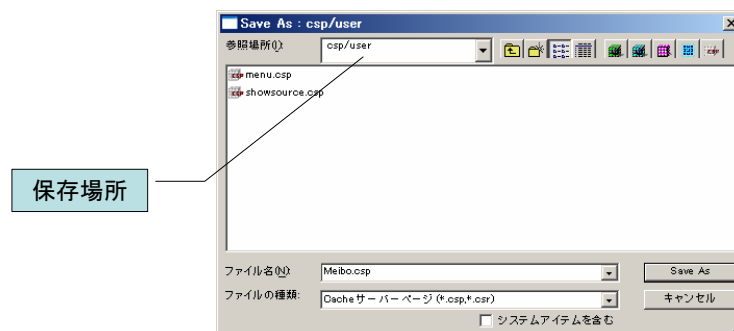 Save As : csp/user
参照場所(I):
csp/user
menu.csp
showsource.csp
保存場所
ファイル名(N):
Meibo.csp
Save As
ファイルの種類:
Cacheサーバーページ (*.csp,*.csr)
キャンセル
システムアイテムを含む